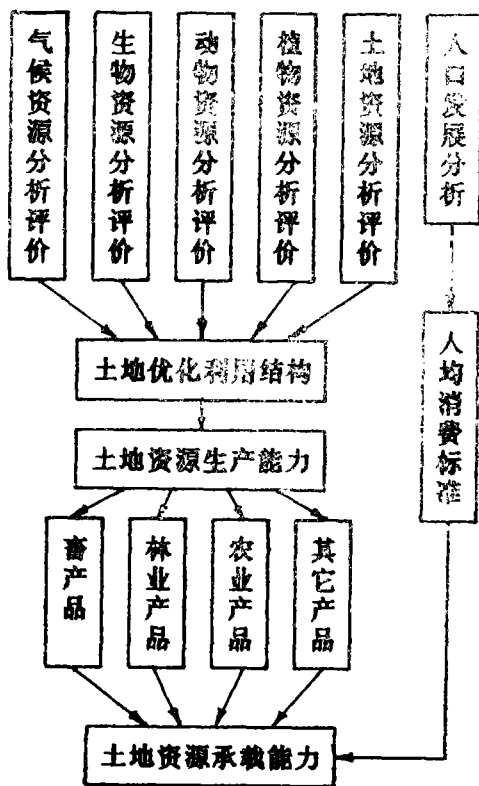 气候资源分析评价
生物资源分析评价
动物资源分析评价
植物资源分析评价
土地资源分析评价
人口发展分析
土地优化利用结构
人均消费标准
土地资源生产能力
畜产品
林业产品
农业产品
其它产品
土地资源承载能力